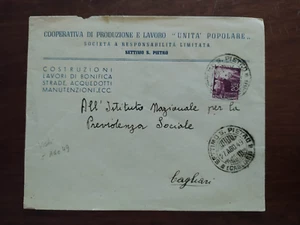 COOPERATIVA DI PRODUZIONE E LAVORO "UNITA' POPOLARE"
SOCIETÀ A RESPONSABILITÀ LIMITATA
SETTIMO S. PIETRO
COSTRUZIONI
LAVORI DI BONIFICA
STRADE, ACQUEDOTTI
MANUTENZIONI, ECC.
All'Istituto Nazionale per la
Previdenza Sociale
Cagliari